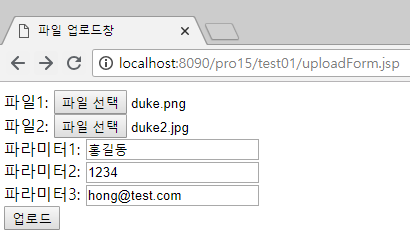 파일 업로드창
localhost:8090/pro15/test01/uploadForm.jsp
파일1: 파일 선택 duke.png
파일2: 파일 선택 duke2.jpg
파라미터1: 홍길동
파라미터2: 1234
파라미터3: hong@test.com
업로드